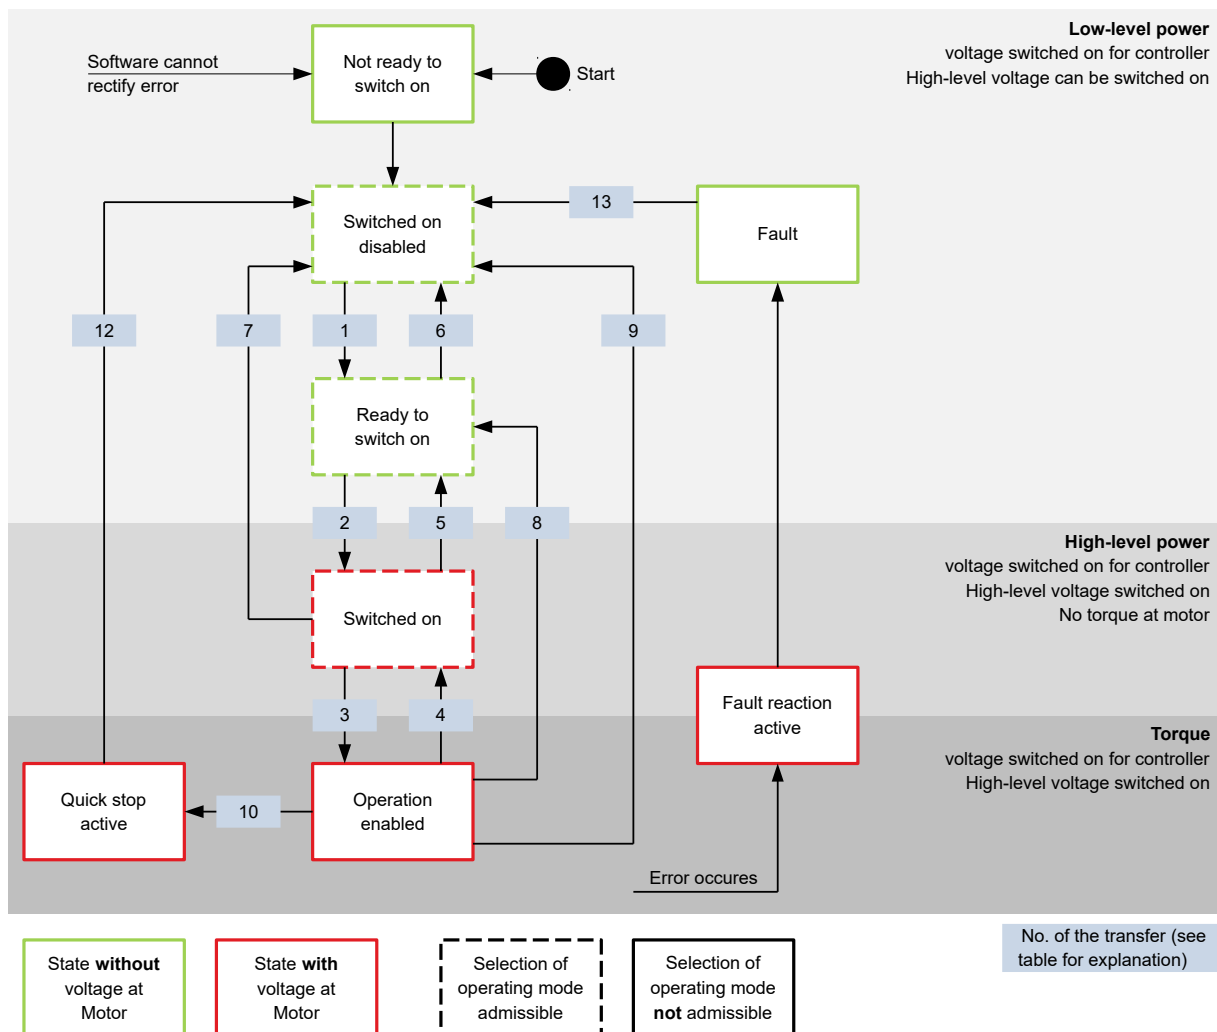 Low-level power
voltage switched on for controller
High-level voltage can be switched on
Software cannot
rectify error
Not ready to
switch on
Start
Switched on
disabled
13
Fault
12
7
1
6
9
Ready to
switch on
2
5
8
High-level power
voltage switched on for controller
High-level voltage switched on
No torque at motor
Switched on
Fault reaction
active
3
4
Torque
voltage switched on for controller
High-level voltage switched on
Quick stop
active
10
Operation
enabled
Error occures
State without
voltage at
Motor
State with
voltage at
Motor
Selection of
operating mode
admissible
Selection of
operating mode
not admissible
No. of the transfer (see
table for explanation)